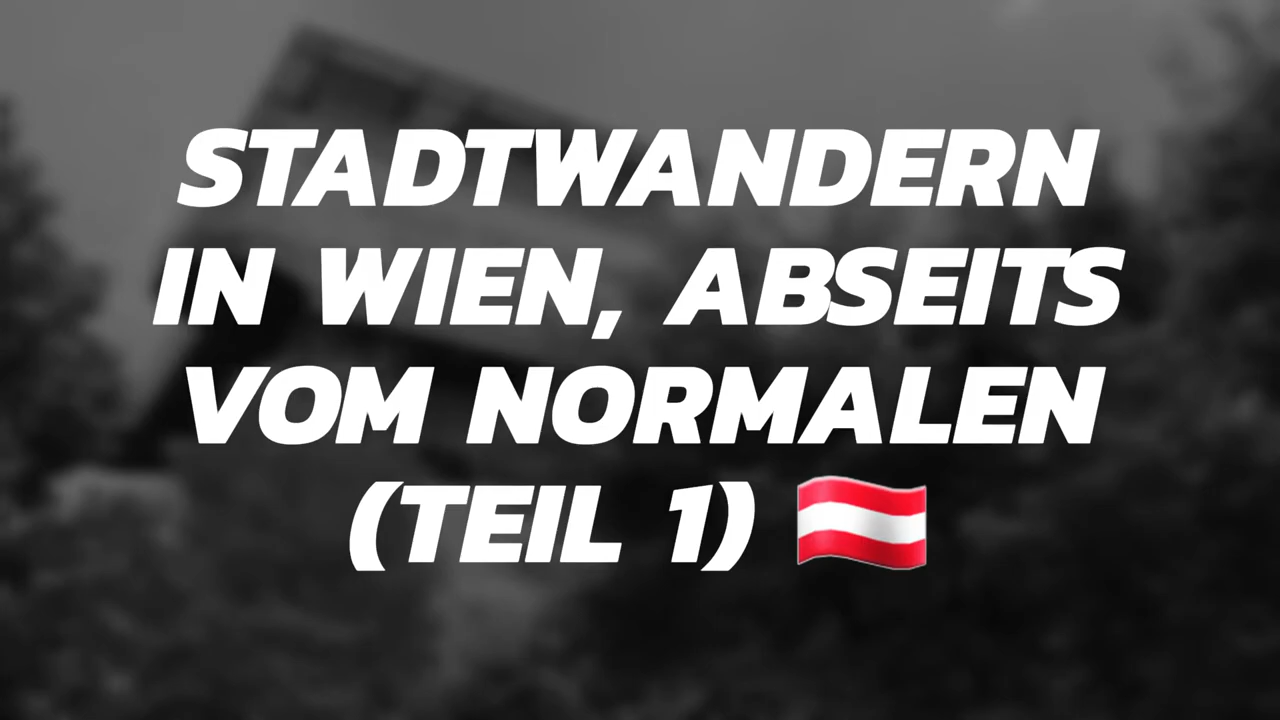 STADTWANDERN
IN WIEN, ABSEITS
VOM NORMALEN
(TEIL 1) 🇦🇹